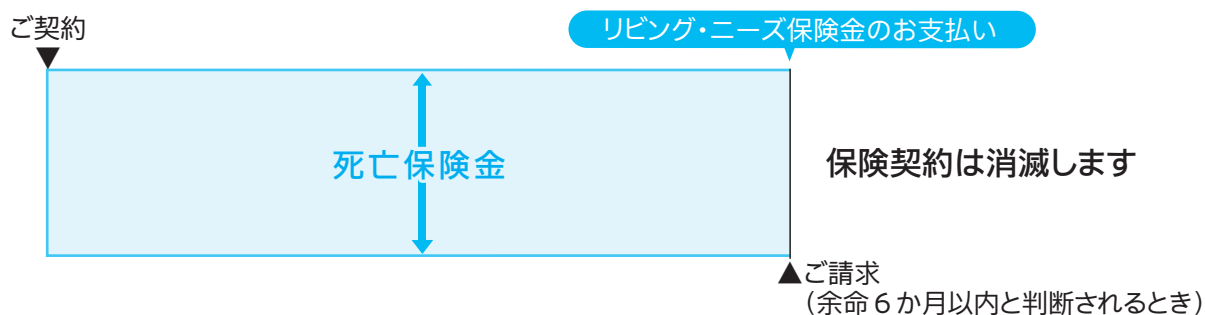 ご契約
▼
リビング・ニーズ保険金のお支払い
死亡保険金
保険契約は消滅します
▲ご請求
（余命6か月以内と判断されるとき）